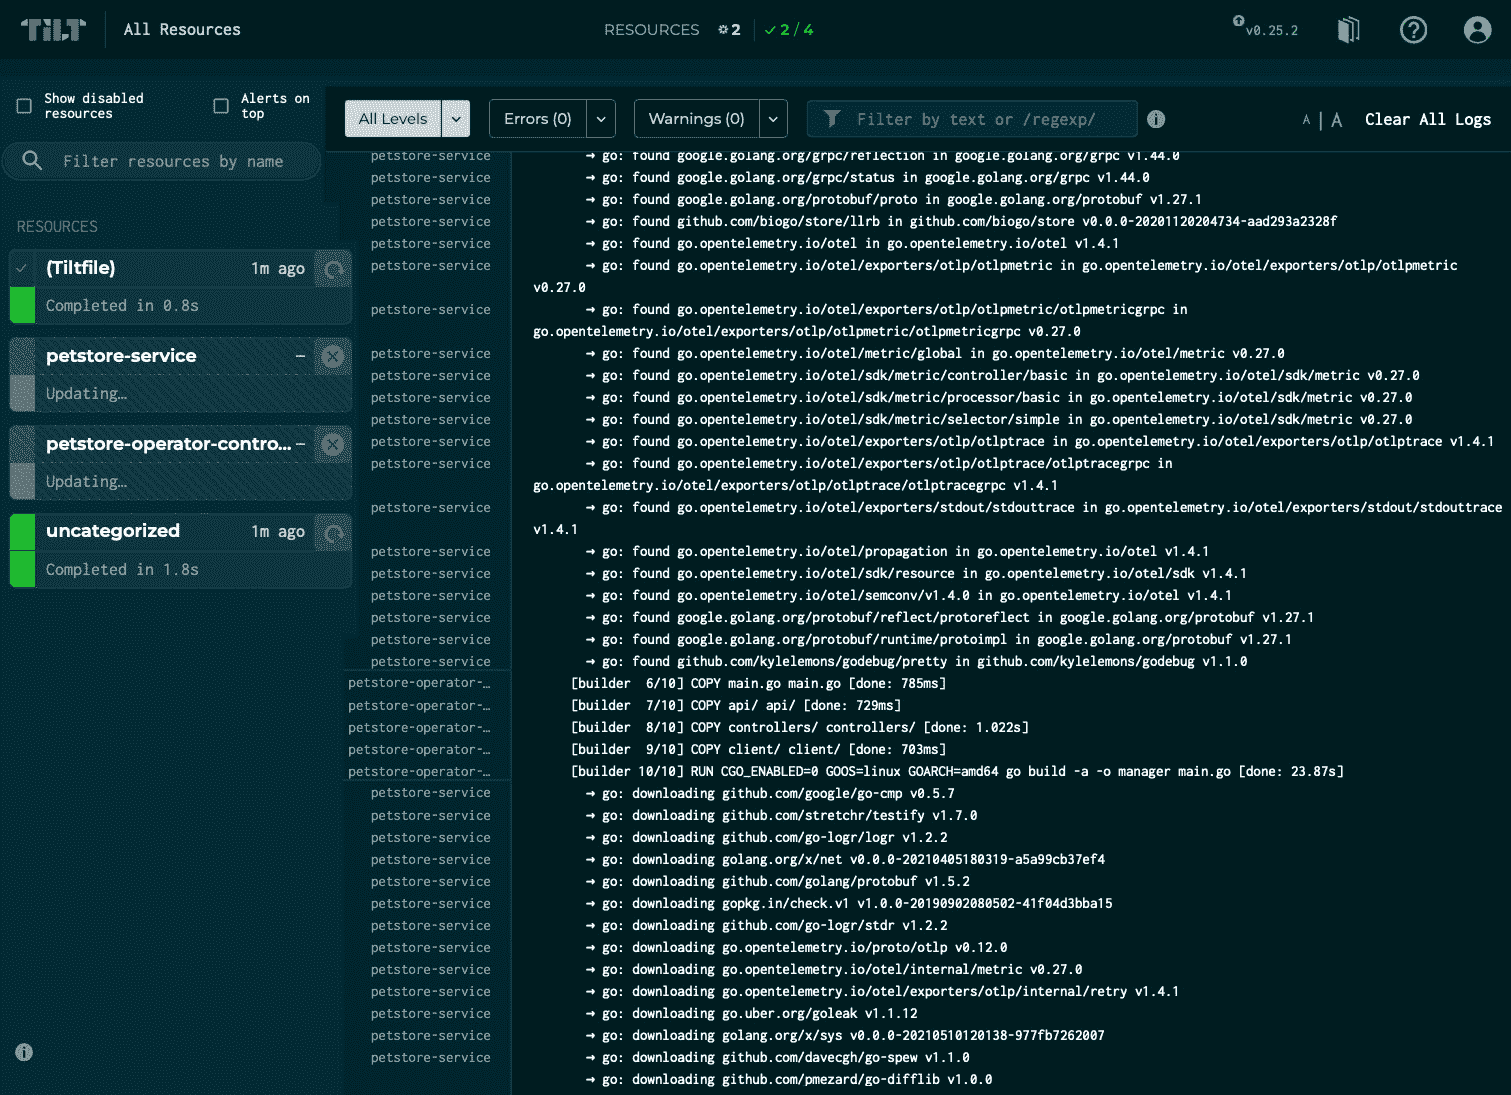 TILT All Resources RESOURCES 2 2 / 4 v0.25.2
Show disabled resources
Alerts on top
Filter resources by name
RESOURCES
(Tiltfile) 1m ago
Completed in 0.8s
petstore-service –
Updating…
petstore-operator-contro... –
Updating…
uncategorized 1m ago
Completed in 1.8s
All Levels Errors (0) Warnings (0) Filter by text or /regexp/ A | A Clear All Logs
petstore-service → go: found google.golang.org/grpc/reflection in google.golang.org/grpc v1.44.0
petstore-service → go: found google.golang.org/grpc/status in google.golang.org/grpc v1.44.0
petstore-service → go: found google.golang.org/protobuf/proto in google.golang.org/protobuf v1.27.1
petstore-service → go: found github.com/biogo/store/llrb in github.com/biogo/store v0.0.0-20201120204734-aad293a2328f
petstore-service → go: found go.opentelemetry.io/otel in go.opentelemetry.io/otel v1.4.1
petstore-service → go: found go.opentelemetry.io/otel/exporters/otlp/otlpmetric in go.opentelemetry.io/otel/exporters/otlp/otlpmetric
v0.27.0
petstore-service → go: found go.opentelemetry.io/otel/exporters/otlp/otlpmetric/otlpmetricgrpc in
go.opentelemetry.io/otel/exporters/otlp/otlpmetric/otlpmetricgrpc v0.27.0
petstore-service → go: found go.opentelemetry.io/otel/metric/global in go.opentelemetry.io/otel/metric v0.27.0
petstore-service → go: found go.opentelemetry.io/otel/sdk/metric/controller/basic in go.opentelemetry.io/otel/sdk/metric v0.27.0
petstore-service → go: found go.opentelemetry.io/otel/sdk/metric/processor/basic in go.opentelemetry.io/otel/sdk/metric v0.27.0
petstore-service → go: found go.opentelemetry.io/otel/sdk/metric/selector/simple in go.opentelemetry.io/otel/sdk/metric v0.27.0
petstore-service → go: found go.opentelemetry.io/otel/exporters/otlp/otlptrace in go.opentelemetry.io/otel/exporters/otlp/otlptrace v1.4.1
petstore-service → go: found go.opentelemetry.io/otel/exporters/otlp/otlptrace/otlptracegrpc in
go.opentelemetry.io/otel/exporters/otlp/otlptrace/otlptracegrpc v1.4.1
petstore-service → go: found go.opentelemetry.io/otel/exporters/stdout/stdouttrace in go.opentelemetry.io/otel/exporters/stdout/stdouttrace
v1.4.1
petstore-service → go: found go.opentelemetry.io/otel/propagation in go.opentelemetry.io/otel v1.4.1
petstore-service → go: found go.opentelemetry.io/otel/sdk/resource in go.opentelemetry.io/otel/sdk v1.4.1
petstore-service → go: found go.opentelemetry.io/otel/semconv/v1.4.0 in go.opentelemetry.io/otel v1.4.1
petstore-service → go: found google.golang.org/protobuf/reflect/protoreflect in google.golang.org/protobuf v1.27.1
petstore-service → go: found google.golang.org/protobuf/runtime/protoimpl in google.golang.org/protobuf v1.27.1
petstore-service → go: found github.com/kylelemons/godebug/pretty in github.com/kylelemons/godebug v1.1.0
petstore-operator-… [builder 6/10] COPY main.go main.go [done: 785ms]
petstore-operator-… [builder 7/10] COPY api/ api/ [done: 729ms]
petstore-operator-… [builder 8/10] COPY controllers/ controllers/ [done: 1.022s]
petstore-operator-… [builder 9/10] COPY client/ client/ [done: 703ms]
petstore-operator-… [builder 10/10] RUN CGO_ENABLED=0 GOOS=linux GOARCH=amd64 go build -a -o manager main.go [done: 23.87s]
petstore-service → go: downloading github.com/google/go-cmp v0.5.7
petstore-service → go: downloading github.com/stretchr/testify v1.7.0
petstore-service → go: downloading github.com/go-logr/logr v1.2.2
petstore-service → go: downloading golang.org/x/net v0.0.0-20210405180319-a5a99cb37ef4
petstore-service → go: downloading github.com/golang/protobuf v1.5.2
petstore-service → go: downloading gopkg.in/check.v1 v1.0.0-20190902080502-41f04d3bba15
petstore-service → go: downloading github.com/go-logr/stdr v1.2.2
petstore-service → go: downloading go.opentelemetry.io/proto/otlp v0.12.0
petstore-service → go: downloading go.opentelemetry.io/otel/internal/metric v0.27.0
petstore-service → go: downloading go.opentelemetry.io/otel/exporters/otlp/internal/retry v1.4.1
petstore-service → go: downloading go.uber.org/goleak v1.1.12
petstore-service → go: downloading golang.org/x/sys v0.0.0-20210510120138-977fb7262007
petstore-service → go: downloading github.com/davecgh/go-spew v1.1.0
→ go: downloading github.com/pmezard/go-difflib v1.0.0